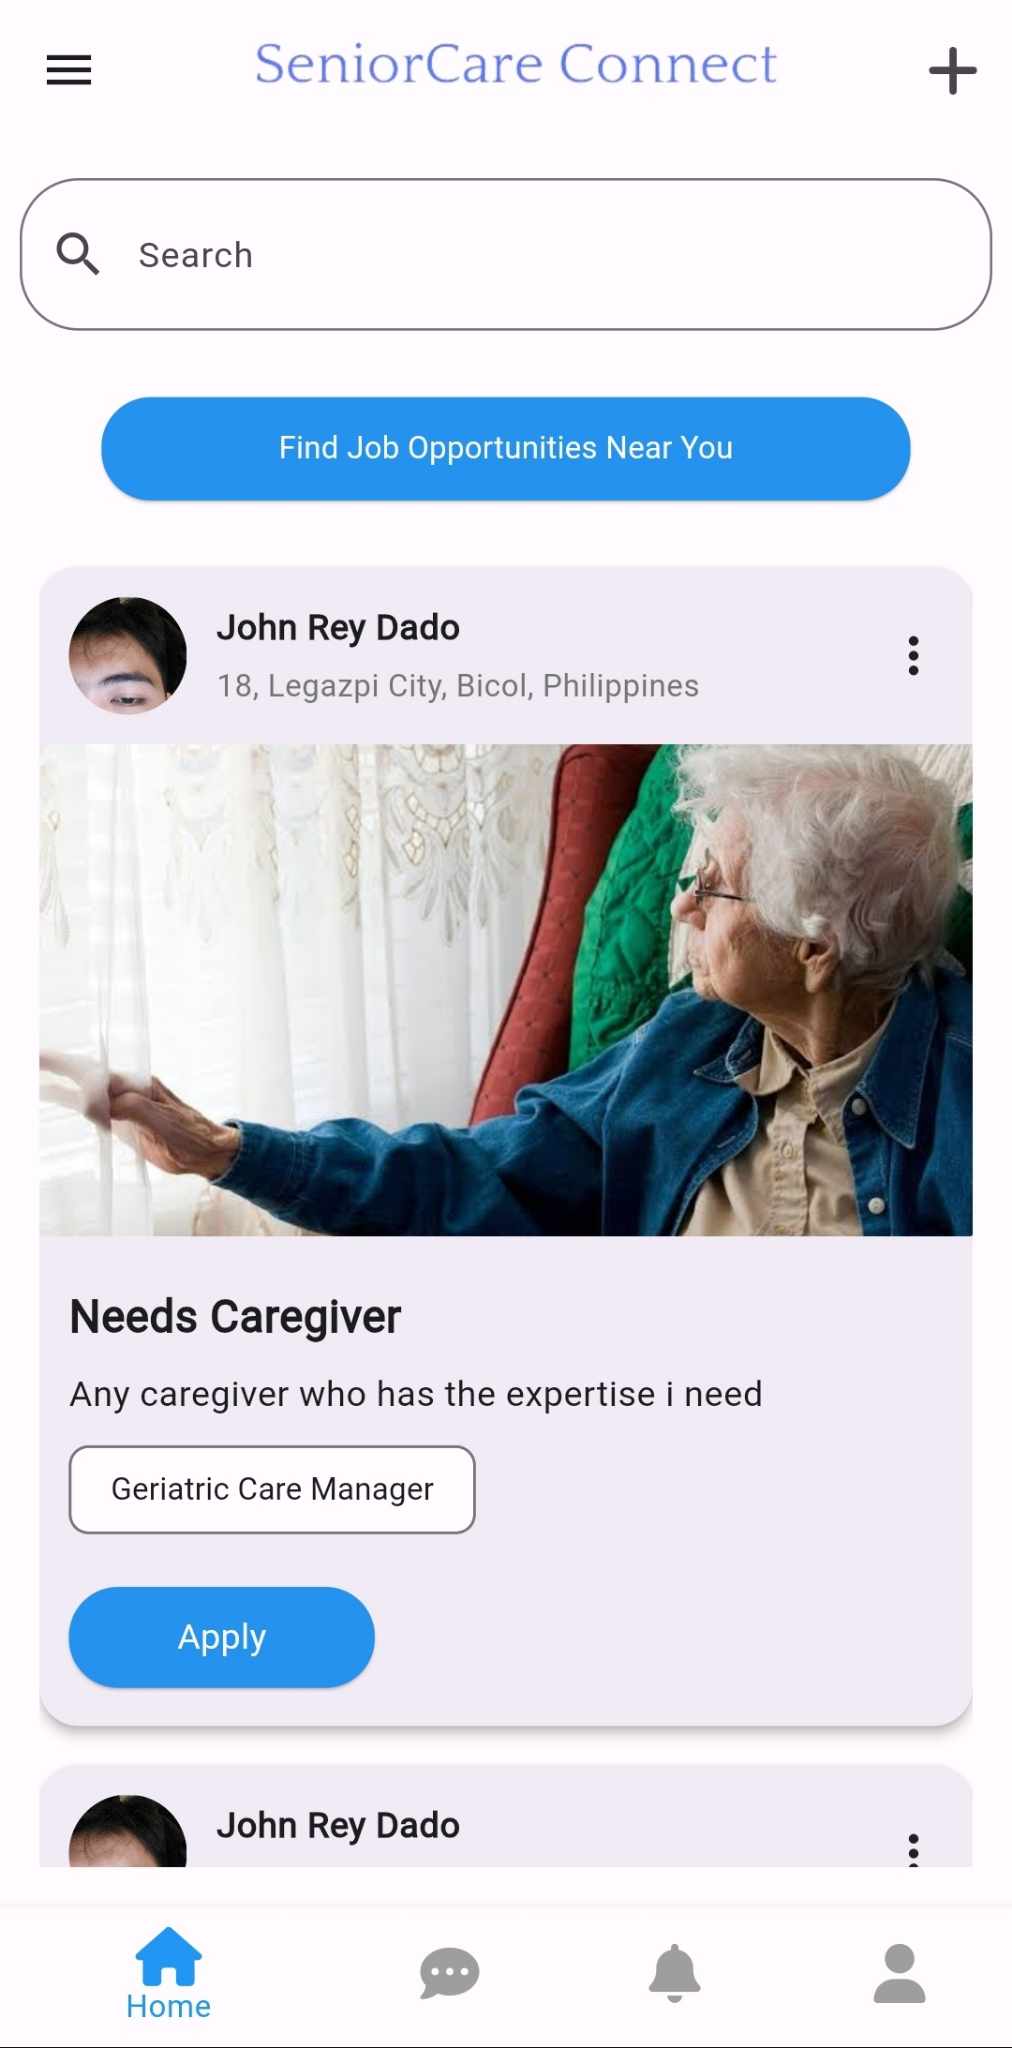 SeniorCare Connect
Search
Find Job Opportunities Near You
John Rey Dado
18, Legazpi City, Bicol, Philippines
Needs Caregiver
Any caregiver who has the expertise i need
Geriatric Care Manager
Apply
John Rey Dado
Home